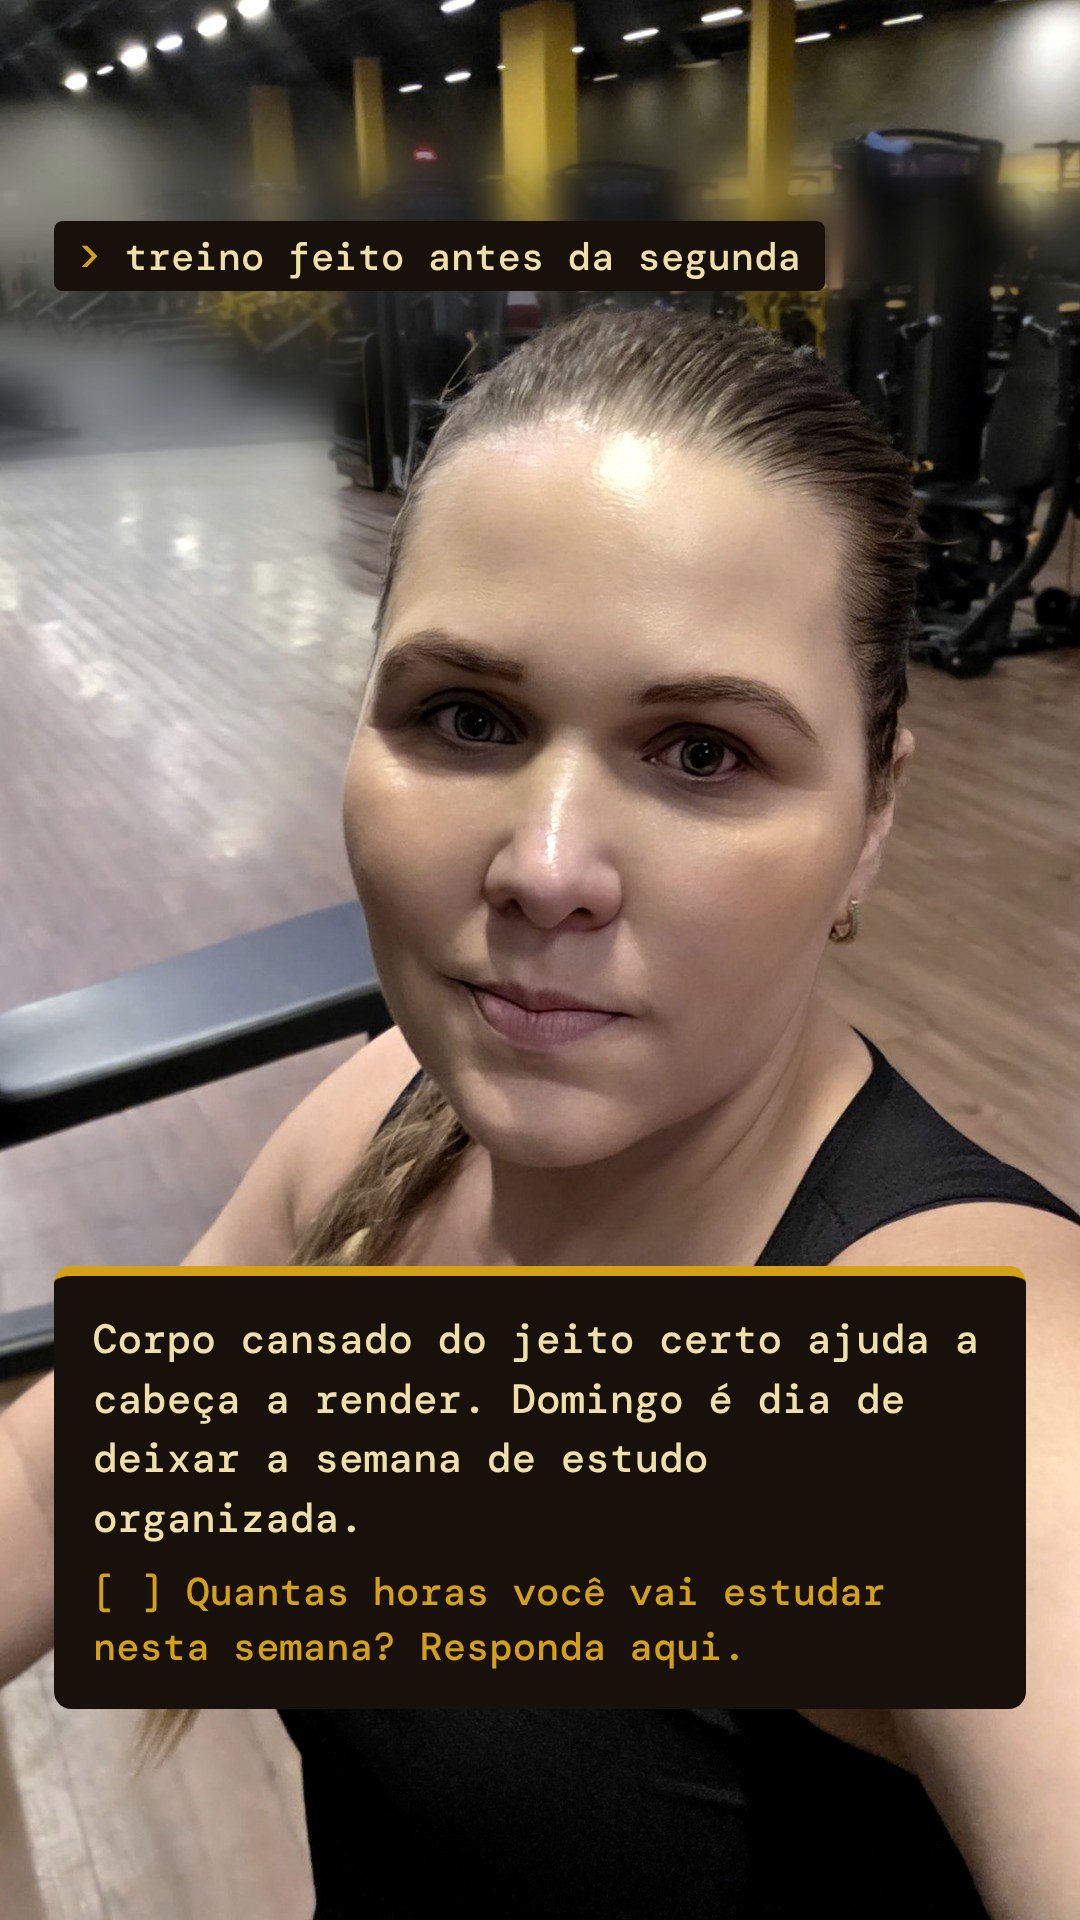 > treino feito antes da segunda
Corpo cansado do jeito certo ajuda a
cabeça a render. Domingo é dia de
deixar a semana de estudo
organizada.
[ ] Quantas horas você vai estudar
nesta semana? Responda aqui.